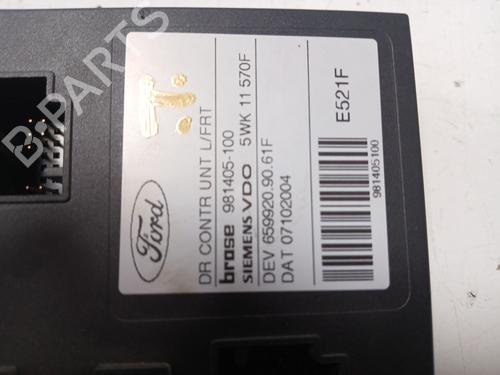 DR CONTR UNT L/FRT
brose 981405-100
SIEMENS VDO 5WK 11 570F
DEV 659920.90.61F
DAT 07102004
E521F
981405100
Ford
B-PARTS